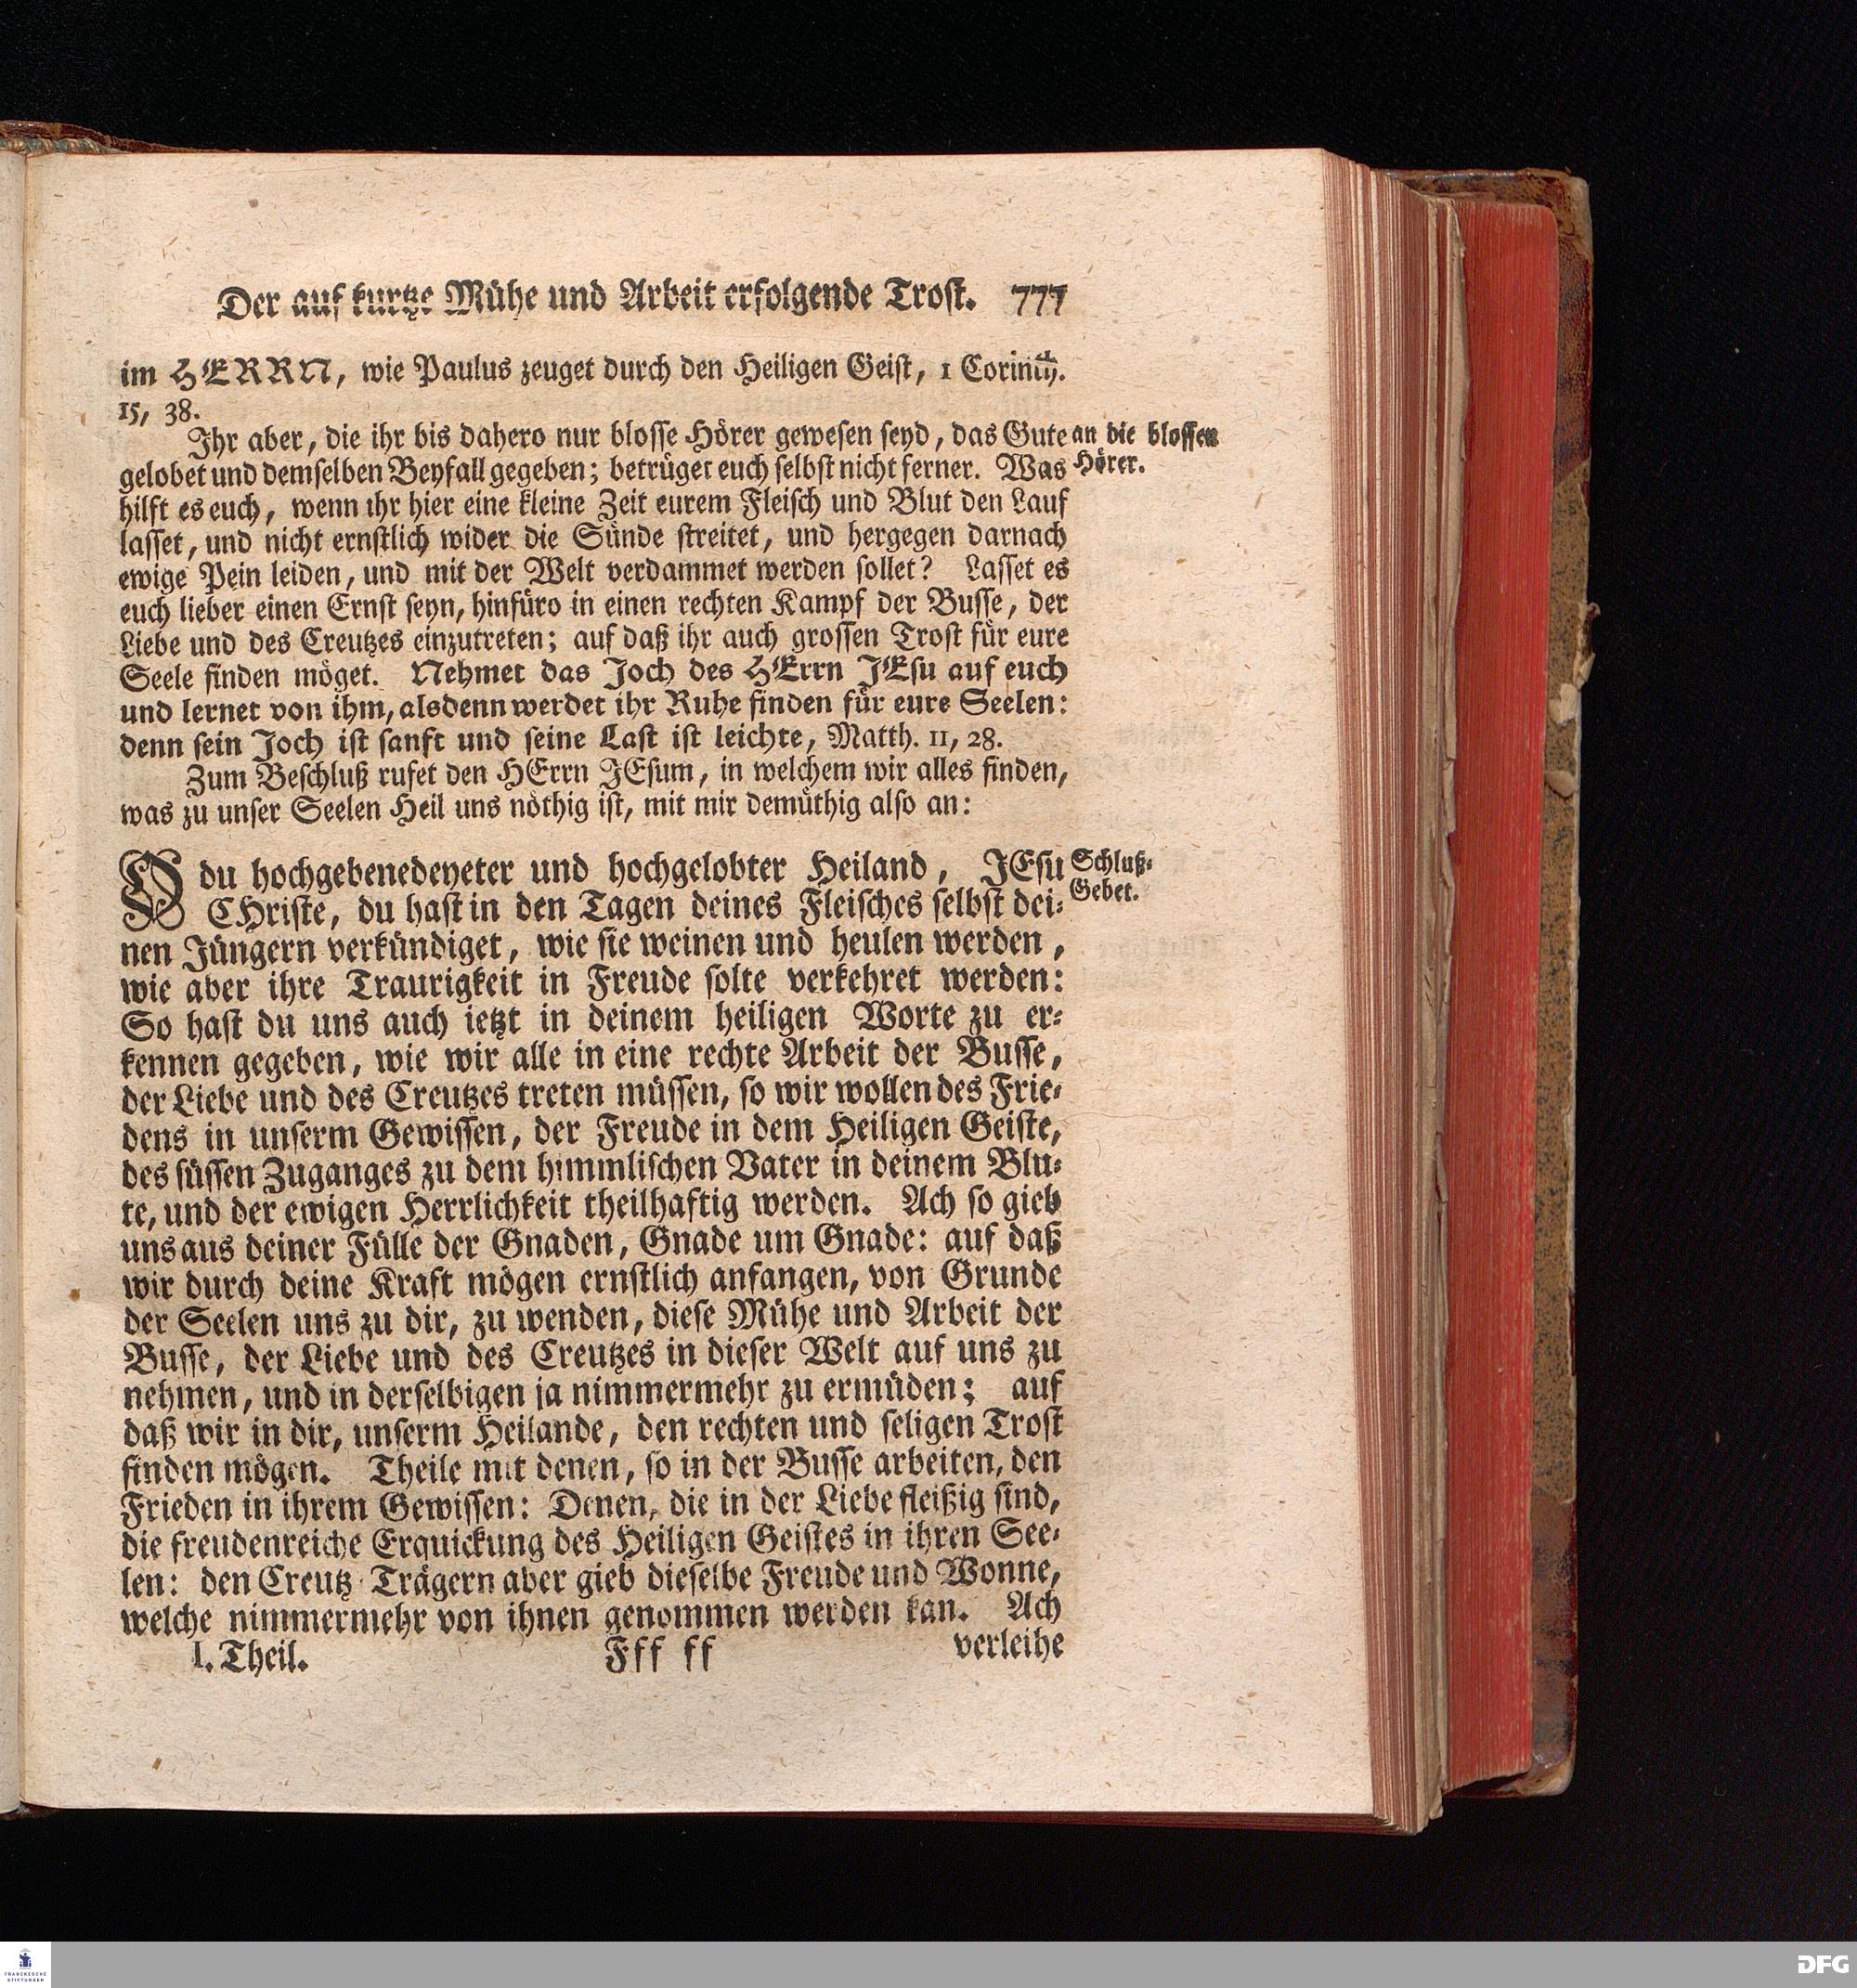 Der auf kurtze Mühe und Arbeit erfolgende Trost. 777
im HERRN, wie Paulus zeuget durch den Heiligen Geist, 1 Corinth.
15, 38.
Ihr aber, die ihr bis dahero nur blosse Hörer gewesen seyd, das Gute
an die blossen
gelobet und demselben Beyfall gegeben; betrüget euch selbst nicht ferner. Was
Hörer.
hilft es euch, wenn ihr hier eine kleine Zeit eurem Fleisch und Blut den Lauf
lasset, und nicht ernstlich wider die Sünde streitet, und hergegen darnach
ewige Pein leiden, und mit der Welt verdammet werden sollet? Lasset es
euch lieber einen Ernst seyn, hinfüro in einen rechten Kampf der Busse, der
Liebe und des Creutzes einzutreten; auf daß ihr auch grossen Trost für eure
Seele finden möget. Nehmet das Joch des HErrn JEsu auf euch
und lernet von ihm, alsdenn werdet ihr Ruhe finden für eure Seelen:
denn sein Joch ist sanft und seine Last ist leichte, Matth. 11, 28.
Zum Beschluß rufet den HErrn JEsum, in welchem wir alles finden,
was zu unser Seelen Heil uns nöthig ist, mit mir demüthig also an:
O du hochgebenedeyeter und hochgelobter Heiland, JEsu
Schluß-
CHriste, du hast in den Tagen deines Fleisches selbst dei-
Gebet.
nen Jüngern verkündiget, wie sie weinen und heulen werden,
wie aber ihre Traurigkeit in Freude solte verkehret werden:
So hast du uns auch ietzt in deinem heiligen Worte zu er-
kennen gegeben, wie wir alle in eine rechte Arbeit der Busse,
der Liebe und des Creutzes treten müssen, so wir wollen des Frie-
dens in unserm Gewissen, der Freude in dem Heiligen Geiste,
des süssen Zuganges zu dem himmlischen Vater in deinem Blu-
te, und der ewigen Herrlichkeit theilhaftig werden. Ach so gieb
uns aus deiner Fülle der Gnaden, Gnade um Gnade: auf daß
wir durch deine Kraft mögen ernstlich anfangen, von Grunde
der Seelen uns zu dir, zu wenden, diese Mühe und Arbeit der
Busse, der Liebe und des Creutzes in dieser Welt auf uns zu
nehmen, und in derselbigen ja nimmermehr zu ermüden; auf
daß wir in dir, unserm Heilande, den rechten und seligen Trost
finden mögen. Theile mit denen, so in der Busse arbeiten, den
Frieden in ihrem Gewissen: Denen, die in der Liebe fleißig sind,
die freudenreiche Erquickung des Heiligen Geistes in ihren See-
len: den Creutz-Trägern aber gieb dieselbe Freude und Wonne,
welche nimmermehr von ihnen genommen werden kan. Ach
I. Theil. Fff ff verleihe
FRANCKESCHE
STIFTUNGEN
DFG